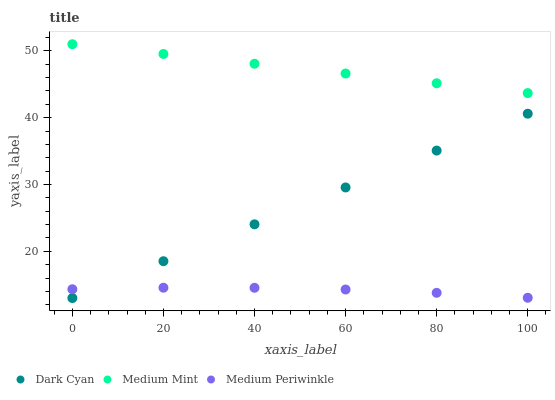 title
yaxis_label
50
40
30
20
0 20 40 60 80 100
xaxis_label
Dark Cyan Medium Mint Medium Periwinkle